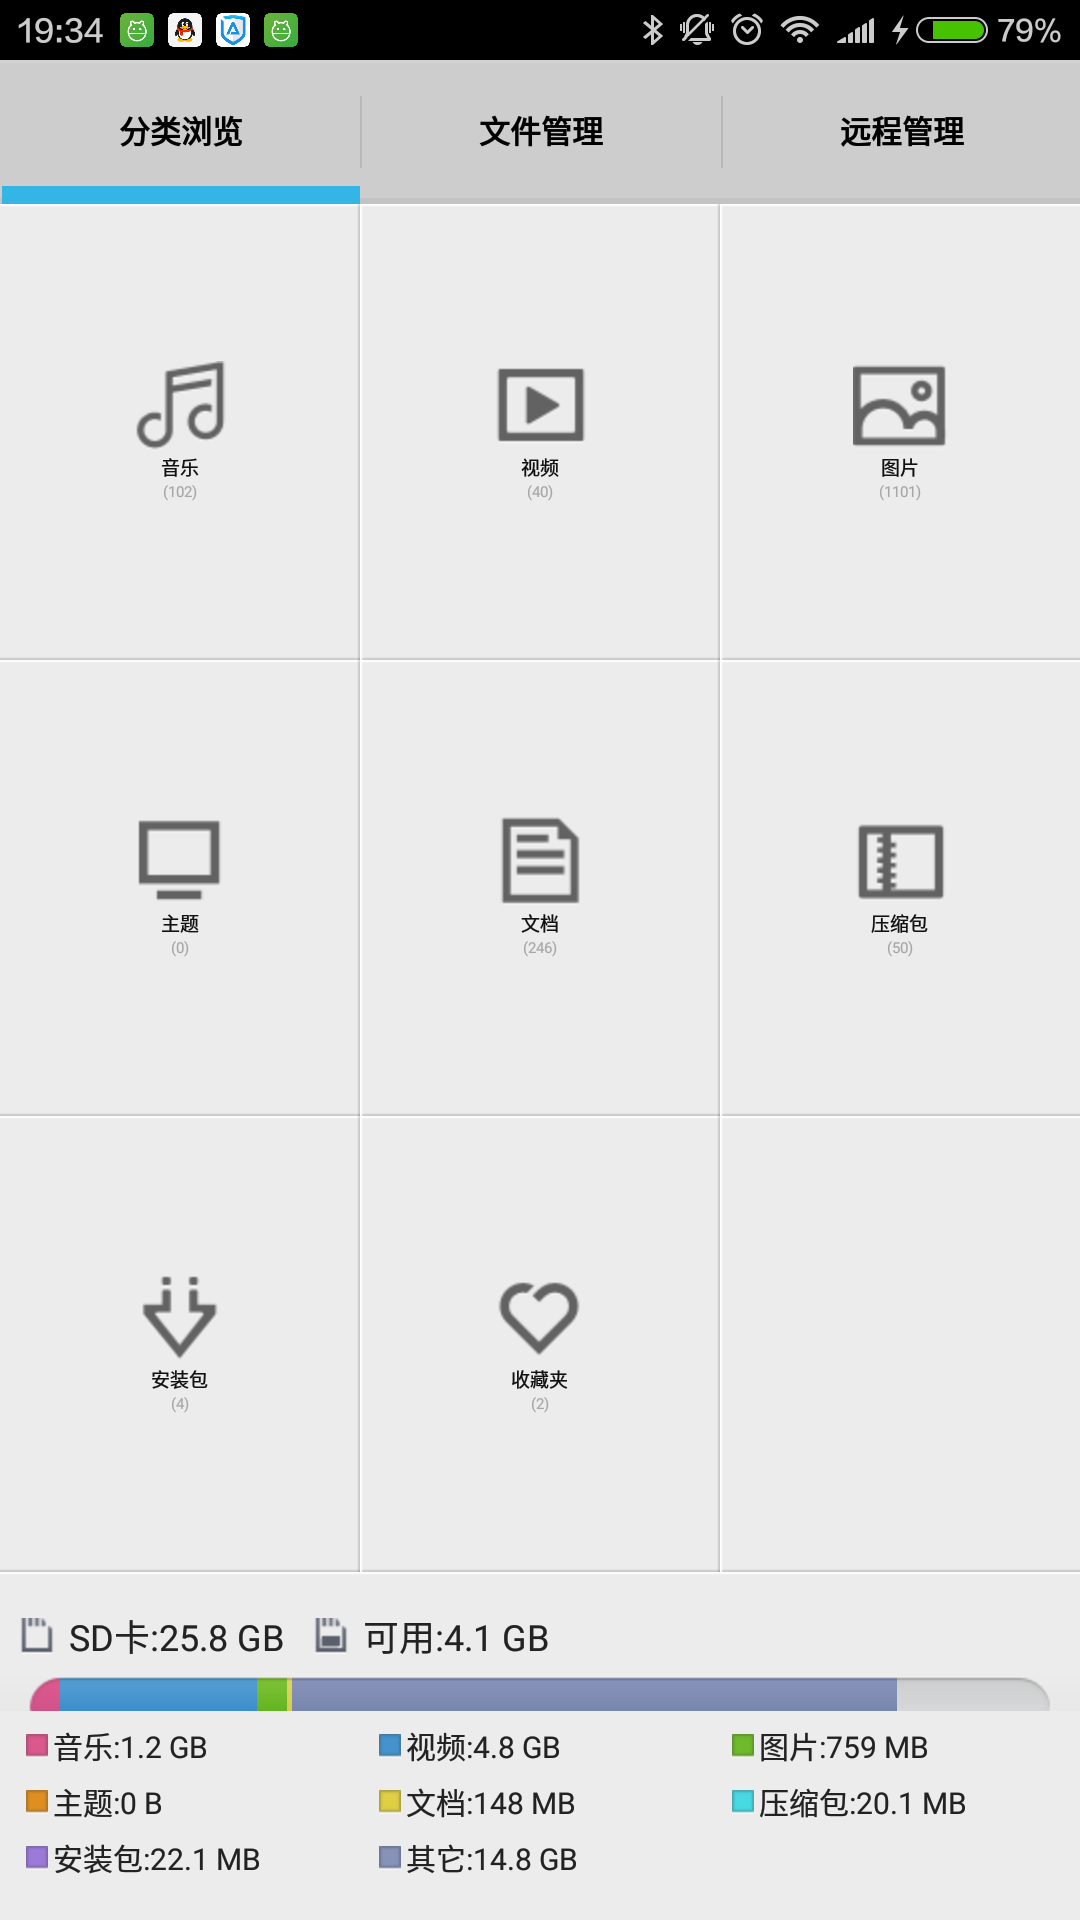 19:34 79%
分类浏览 文件管理 远程管理
音乐 视频 图片
(102) (40) (1101)
主题 文档 压缩包
(0) (246) (50)
安装包 收藏夹
(4) (2)
SD卡:25.8 GB 可用:4.1 GB
音乐:1.2 GB 视频:4.8 GB 图片:759 MB
主题:0 B 文档:148 MB 压缩包:20.1 MB
安装包:22.1 MB 其它:14.8 GB